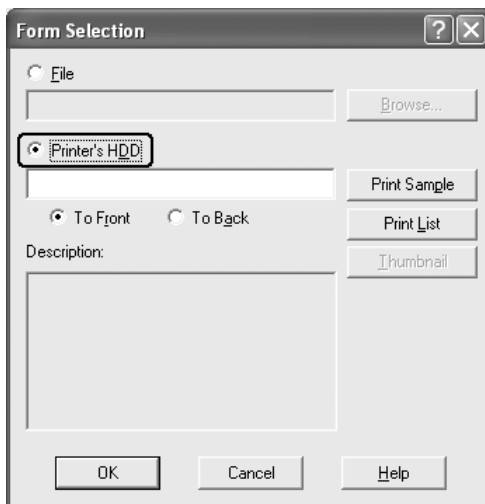 Form Selection
File
Browse...
Printer's HDD
Print Sample
To Front To Back
Print List
Description:
Thumbnail
OK Cancel Help